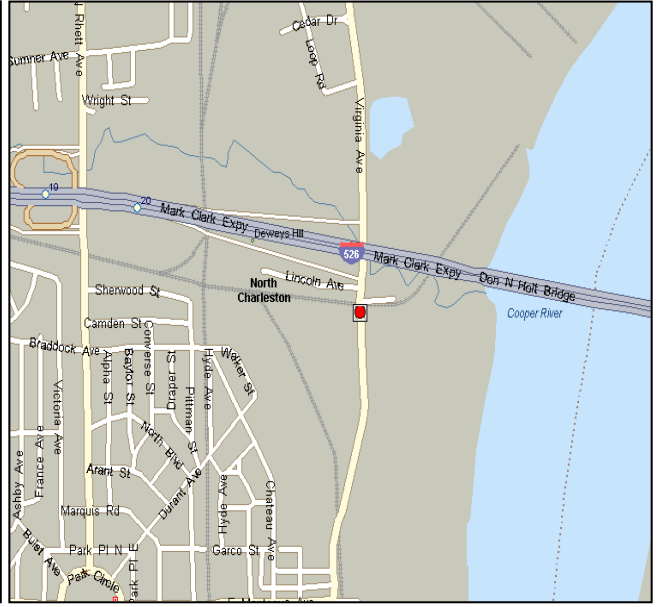 N Rhett Ave
Cedar Dr
Loop Rd
Sumner Ave
Wright St
Virginia Ave
19
20
Mark Clark Expy
Deweys Hill
526
Mark Clark Expy
Don N Holt Bridge
Lincoln Ave
North
Charleston
Cooper River
Sherwood St
Camden St
Braddock Ave
Converse St
Draper St
Hyde Ave
Walker St
Alpha St
Baylor St
Pittman St
Victoria Ave
North Blvd
France Ave
Ashby Ave
Arant St
Durant Ave
Hype Ave
Chateau Ave
Marquis Rd
Buist Ave
Park Pl N
Park Pl E
Garco St
Park Circle